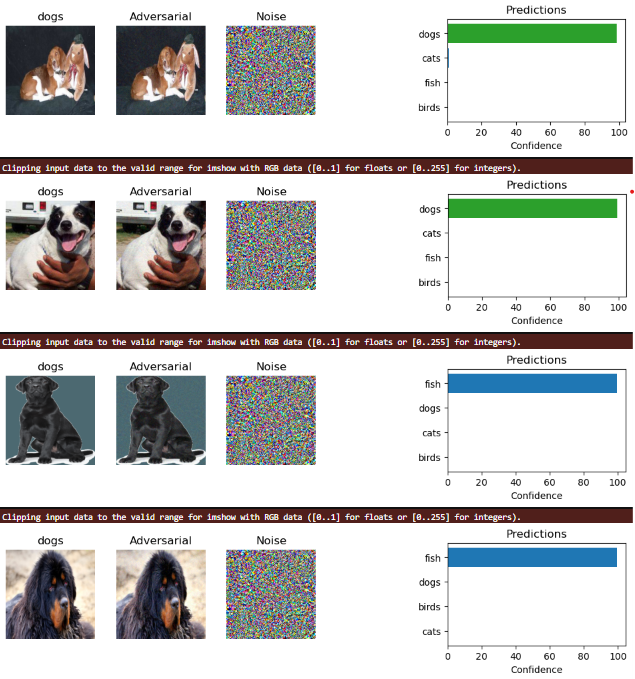 dogs Adversarial Noise Predictions
dogs
cats
fish
birds
0 20 40 60 80 100
Confidence
Clipping input data to the valid range for imshow with RGB data ([0..1] for floats or [0..255] for integers).
dogs Adversarial Noise Predictions
dogs
cats
fish
birds
0 20 40 60 80 100
Confidence
Clipping input data to the valid range for imshow with RGB data ([0..1] for floats or [0..255] for integers).
dogs Adversarial Noise Predictions
fish
dogs
cats
birds
0 20 40 60 80 100
Confidence
Clipping input data to the valid range for imshow with RGB data ([0..1] for floats or [0..255] for integers).
dogs Adversarial Noise Predictions
fish
dogs
birds
cats
0 20 40 60 80 100
Confidence